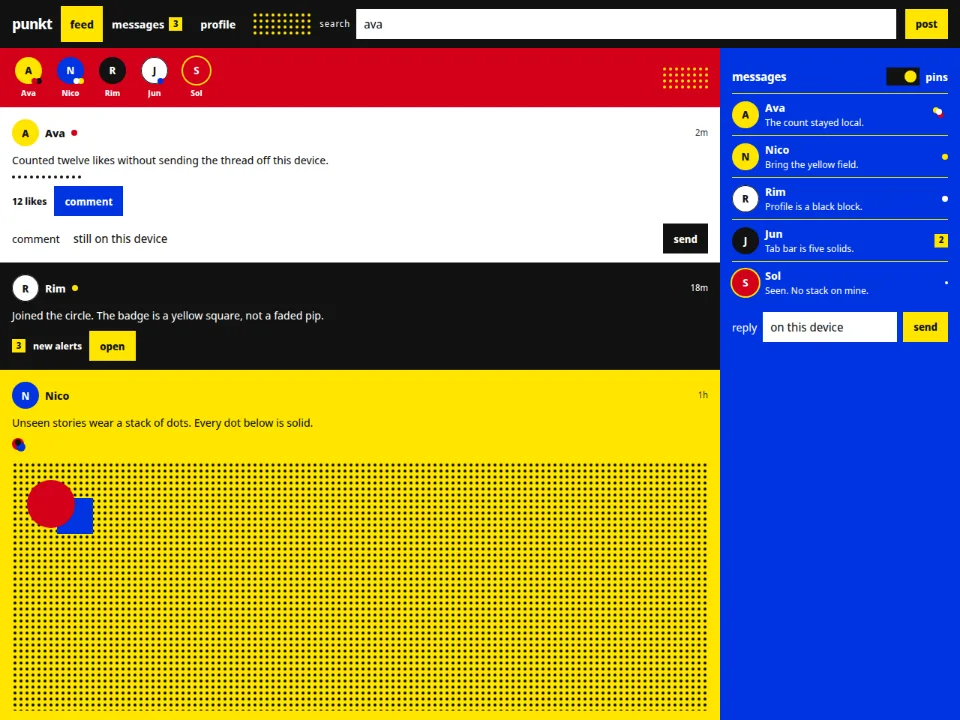 punkt feed messages 3 profile search ava post
A N R J S
Ava Nico Rim Jun Sol
A Ava 2m
Counted twelve likes without sending the thread off this device.
12 likes comment
comment still on this device send
R Rim 18m
Joined the circle. The badge is a yellow square, not a faded pip.
3 new alerts open
N Nico 1h
Unseen stories wear a stack of dots. Every dot below is solid.
messages pins
A Ava
The count stayed local.
N Nico
Bring the yellow field.
R Rim
Profile is a black block.
J Jun
Tab bar is five solids. 2
S Sol
Seen. No stack on mine.
reply on this device send